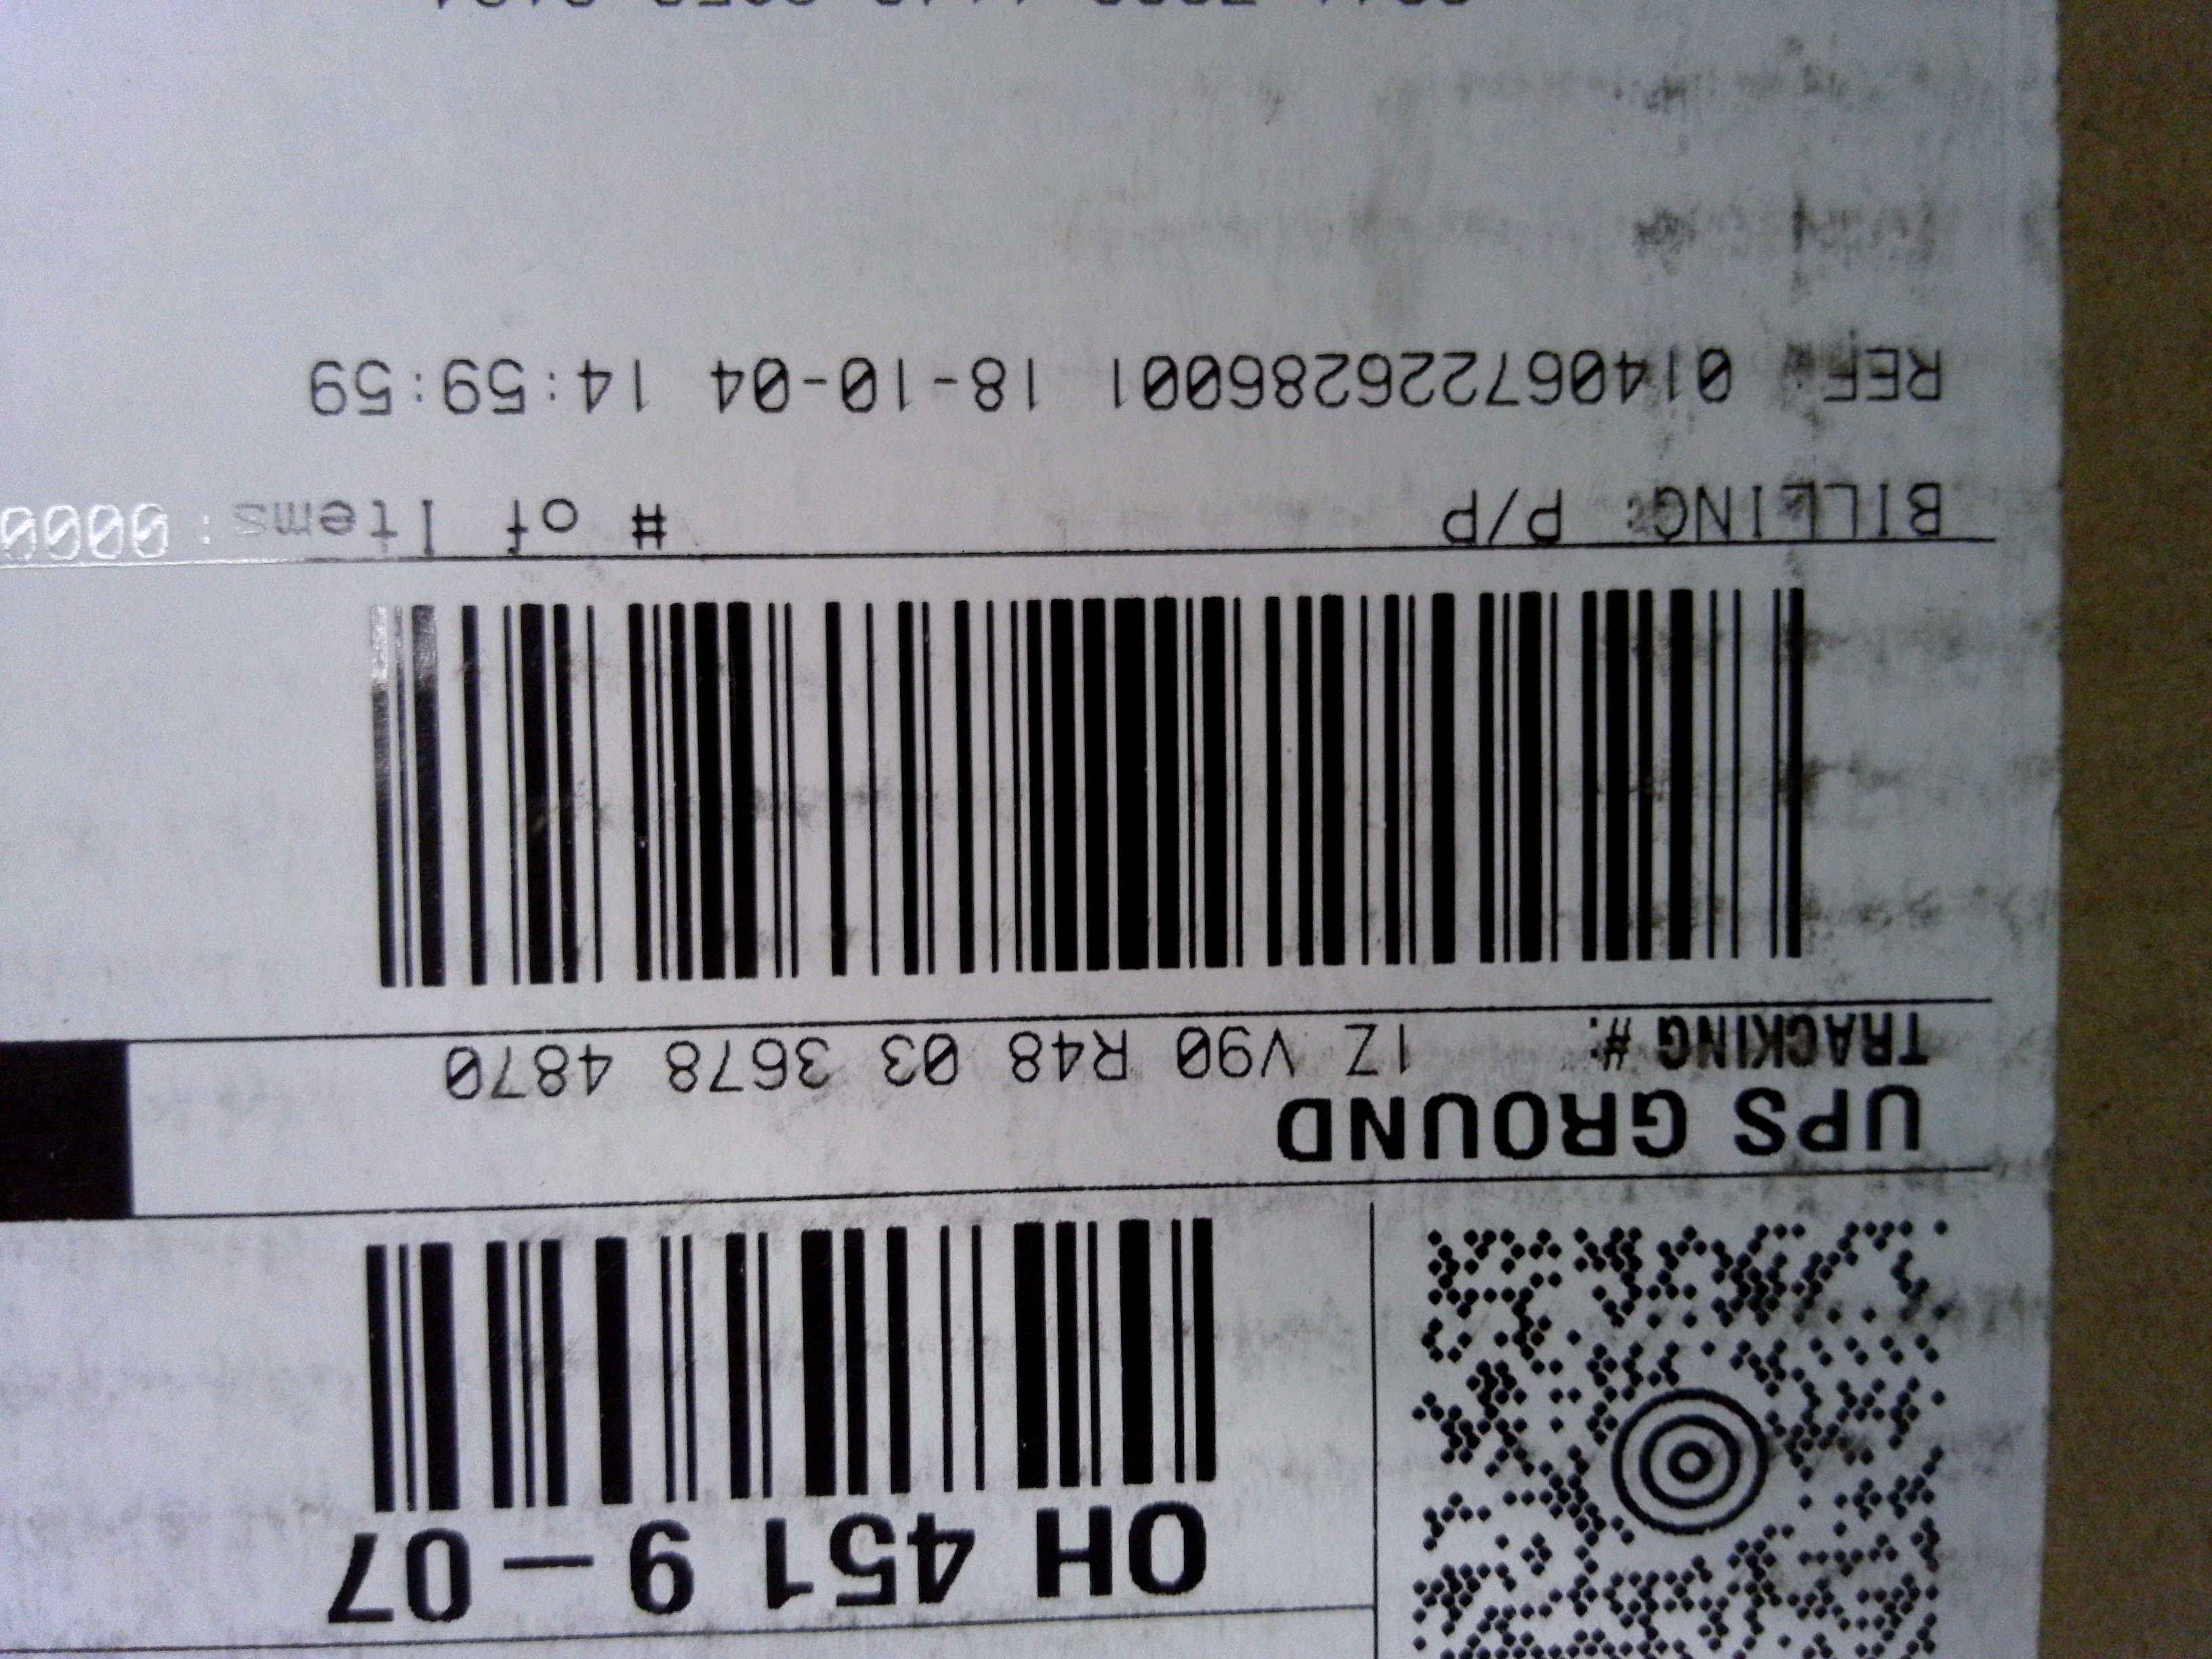 OH 451 9-07
UPS GROUND
TRACKING #: 1Z V90 R48 03 3678 4870
BILLING: P/P # of Items: 0000
REF: 01406722626286001 18-10-04 14:59:59